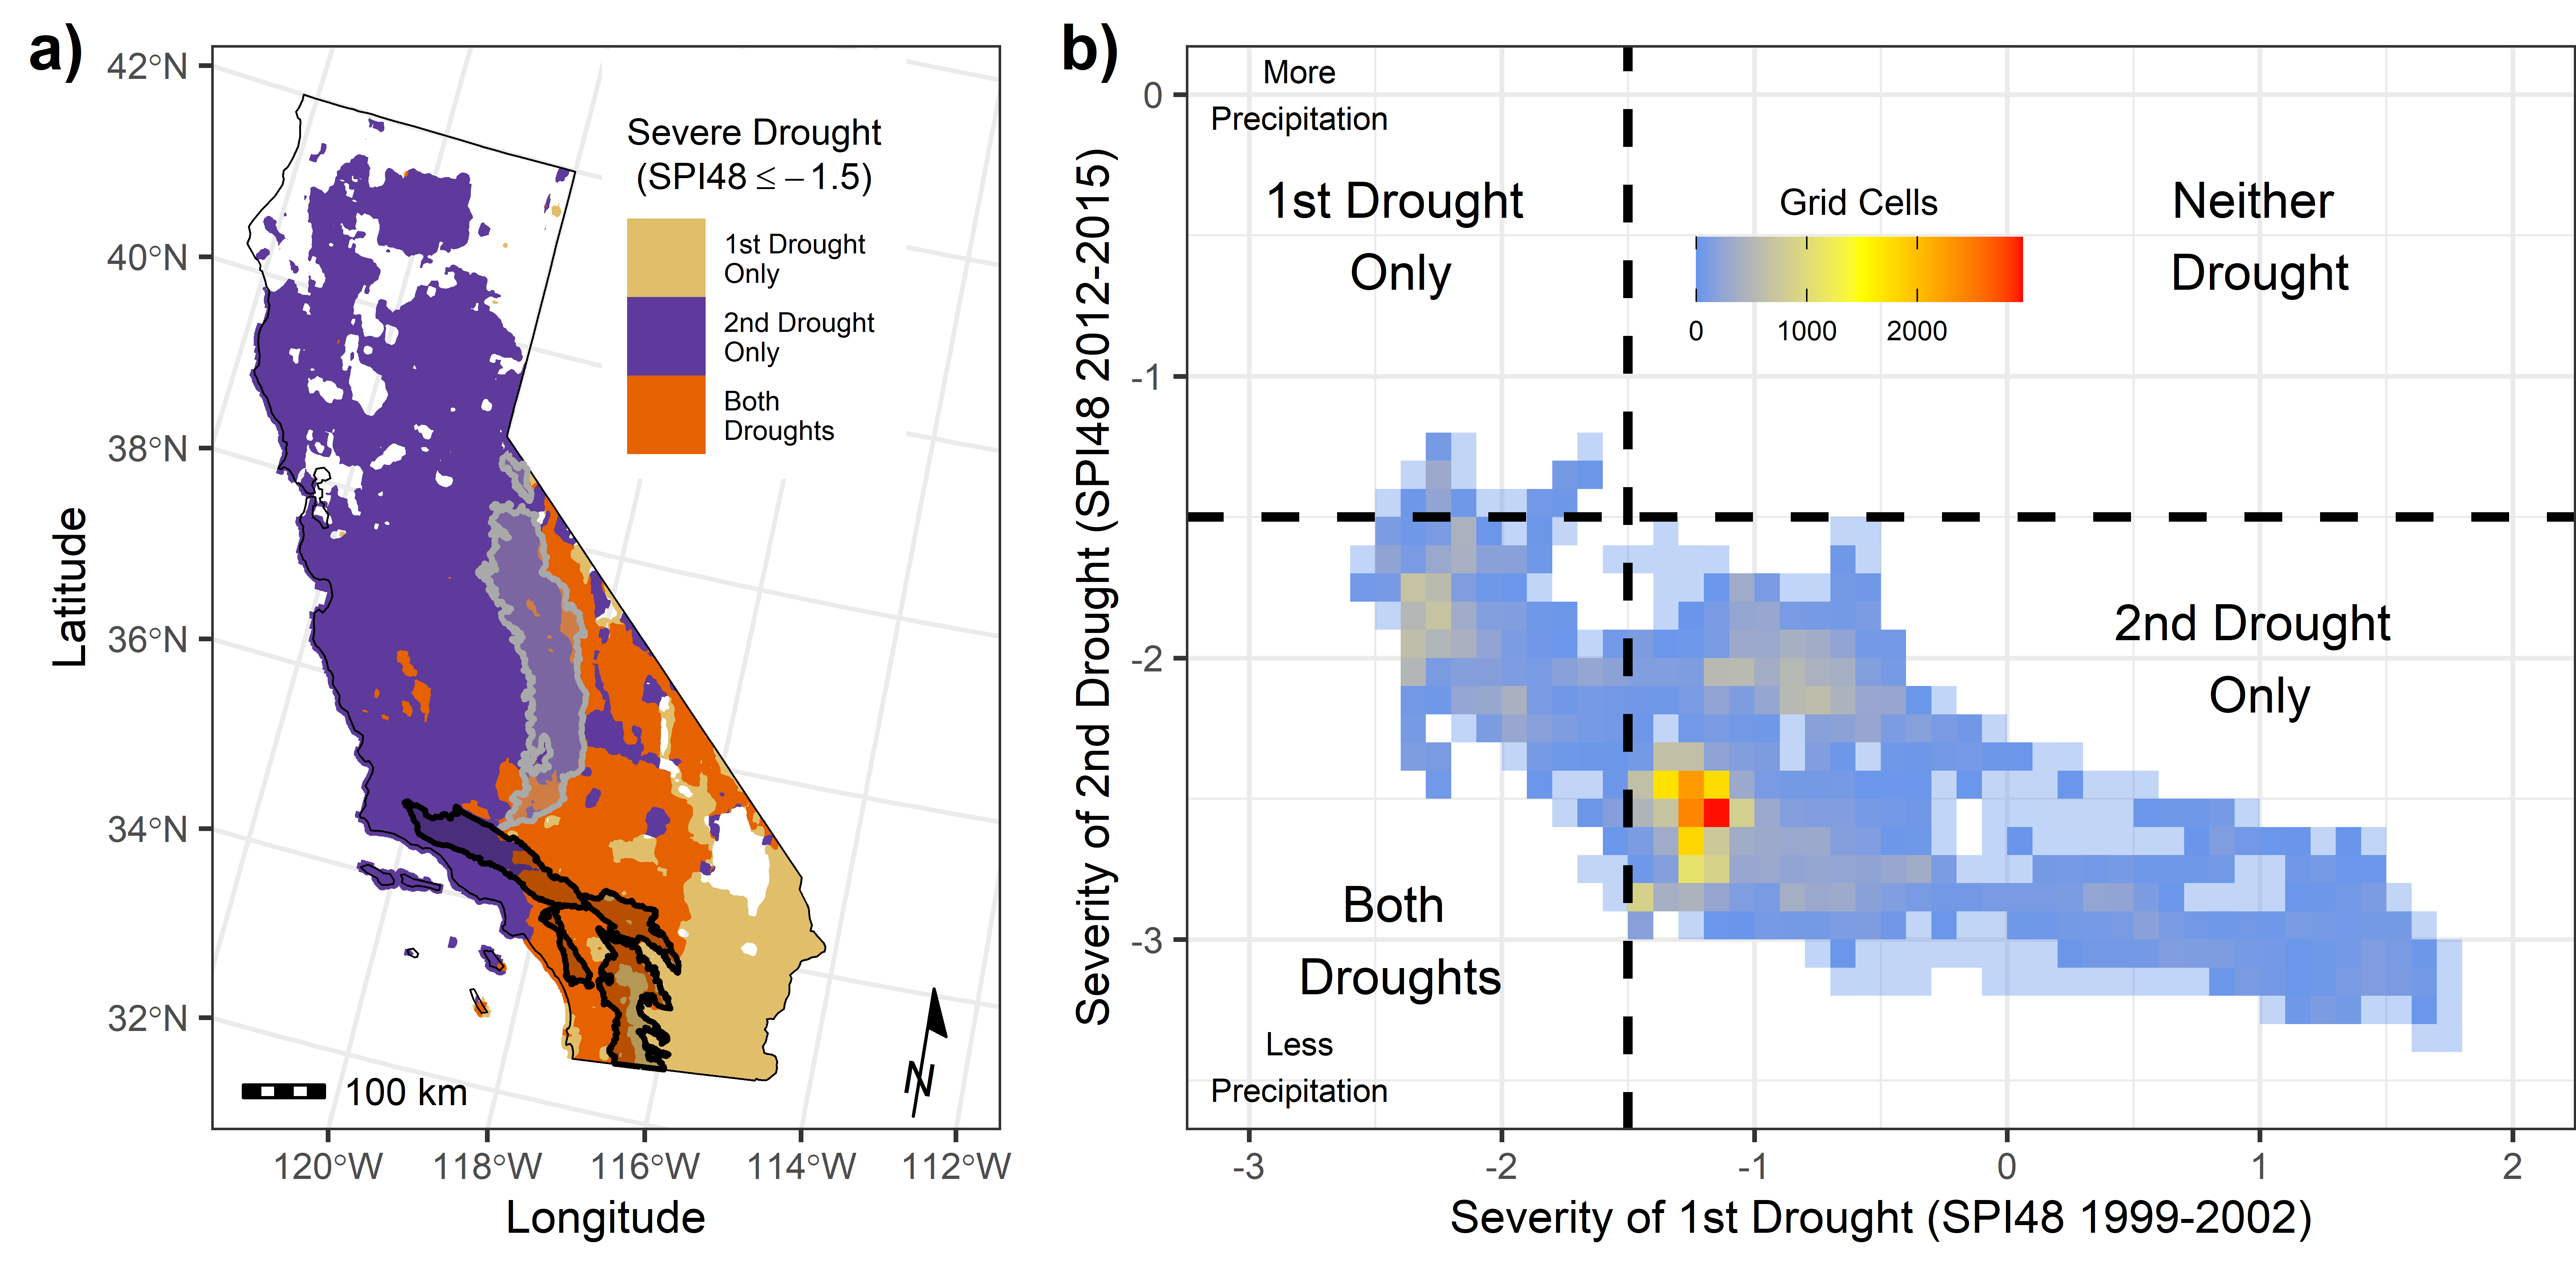 a)
42°N
40°N
38°N
36°N
34°N
32°N
Latitude
Severe Drought
(SPI48 ≤ −1.5)
1st Drought
Only
2nd Drought
Only
Both
Droughts
100 km
N
120°W 118°W 116°W 114°W 112°W
Longitude
b)
0
-1
-2
-3
Severity of 2nd Drought (SPI48 2012-2015)
More
Precipitation
1st Drought
Only
Grid Cells
0 1000 2000
Neither
Drought
2nd Drought
Only
Both
Droughts
Less
Precipitation
-3 -2 -1 0 1 2
Severity of 1st Drought (SPI48 1999-2002)